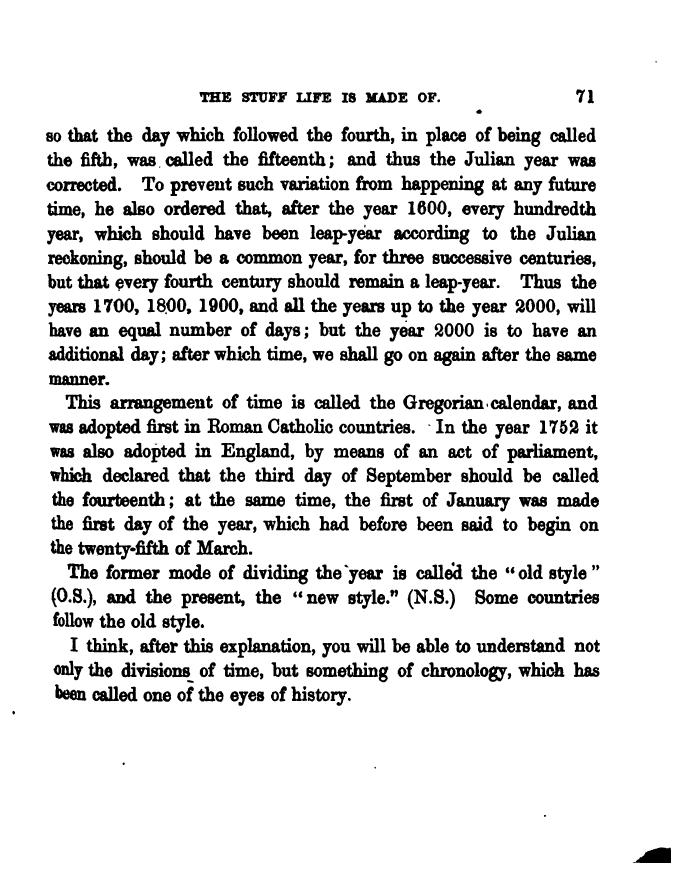 THE STUFF LIFE IS MADE OF. 71
so that the day which followed the fourth, in place of being called
the fifth, was called the fifteenth; and thus the Julian year was
corrected. To prevent such variation from happening at any future
time, he also ordered that, after the year 1600, every hundredth
year, which should have been leap-year according to the Julian
reckoning, should be a common year, for three successive centuries,
but that every fourth century should remain a leap-year. Thus the
years 1700, 1800, 1900, and all the years up to the year 2000, will
have an equal number of days; but the year 2000 is to have an
additional day; after which time, we shall go on again after the same
manner.
This arrangement of time is called the Gregorian calendar, and
was adopted first in Roman Catholic countries. In the year 1752 it
was also adopted in England, by means of an act of parliament,
which declared that the third day of September should be called
the fourteenth; at the same time, the first of January was made
the first day of the year, which had before been said to begin on
the twenty-fifth of March.
The former mode of dividing the year is called the "old style"
(O.S.), and the present, the "new style." (N.S.) Some countries
follow the old style.
I think, after this explanation, you will be able to understand not
only the divisions of time, but something of chronology, which has
been called one of the eyes of history.